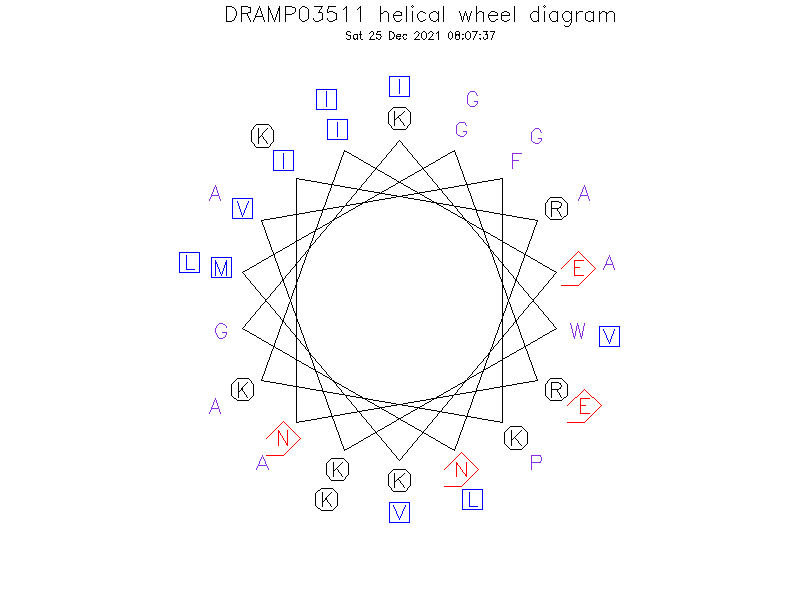 DRAMP03511 helical wheel diagram
Sat 25 Dec 2021 08:07:37
I
I G
K
I G
K G
I F
A A
V R
L M E A
G W V
K R
A E
N K
A P
K K N
K V L